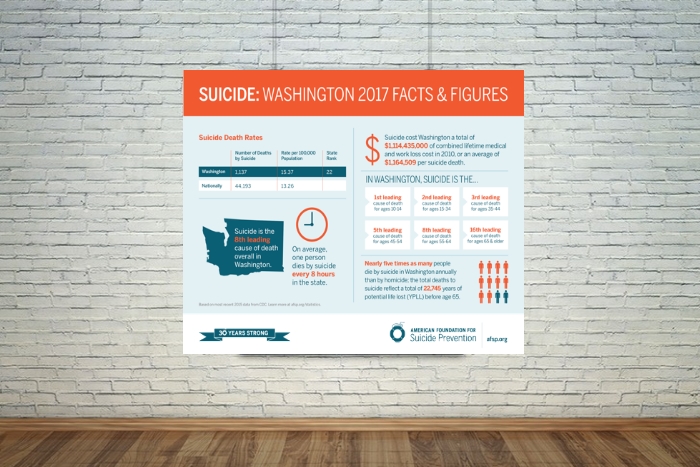 SUICIDE: WASHINGTON 2017 FACTS & FIGURES
Suicide Death Rates
Number of Deaths by Suicide
Rate per 100,000 Population
State Rank
Washington 1,137 15.37 22
Nationally 44,193 13.26
Suicide is the
8th leading
cause of death
overall in
Washington.
On average,
one person
dies by suicide
every 8 hours
in the state.
Based on most recent 2015 data from CDC. Learn more at afsp.org/statistics.
$
Suicide cost Washington a total of
$1,114,435,000 of combined lifetime medical
and work loss cost in 2010, or an average of
$1,164,509 per suicide death.
IN WASHINGTON, SUICIDE IS THE...
1st leading
cause of death
for ages 10-14
2nd leading
cause of death
for ages 15-34
3rd leading
cause of death
for ages 35-44
5th leading
cause of death
for ages 45-54
8th leading
cause of death
for ages 55-64
16th leading
cause of death
for ages 65 & older
Nearly five times as many people
die by suicide in Washington annually
than by homicide; the total deaths to
suicide reflect a total of 22,745 years of
potential life lost (YPLL) before age 65.
30 YEARS STRONG
AMERICAN FOUNDATION FOR
Suicide Prevention
afsp.org